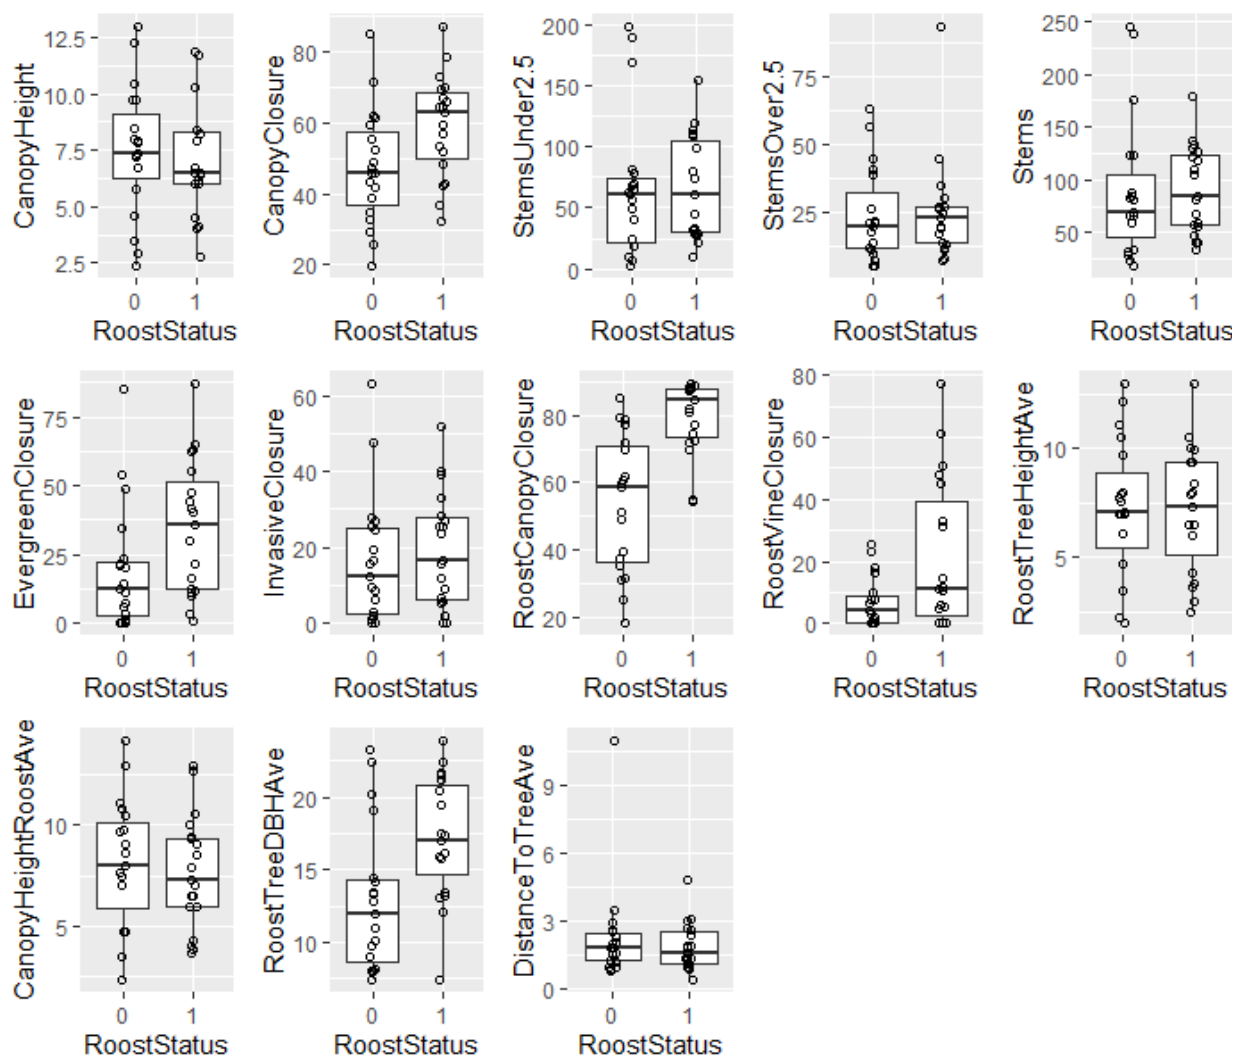 CanopyHeight
12.5
10.0
7.5
5.0
2.5
0 1
RoostStatus
CanopyClosure
80
60
40
20
0 1
RoostStatus
StemsUnder2.5
200
150
100
50
0
0 1
RoostStatus
StemsOver2.5
75
50
25
0 1
RoostStatus
Stems
250
200
150
100
50
0 1
RoostStatus
EvergreenClosure
75
50
25
0
0 1
RoostStatus
InvasiveClosure
60
40
20
0
0 1
RoostStatus
RoostCanopyClosure
80
60
40
20
0 1
RoostStatus
RoostVineClosure
80
60
40
20
0
0 1
RoostStatus
RoostTreeHeightAve
10
5
0 1
RoostStatus
CanopyHeightRoostAve
10
5
0 1
RoostStatus
RoostTreeDBHAve
20
15
10
0 1
RoostStatus
DistanceToTreeAve
9
6
3
0
0 1
RoostStatus